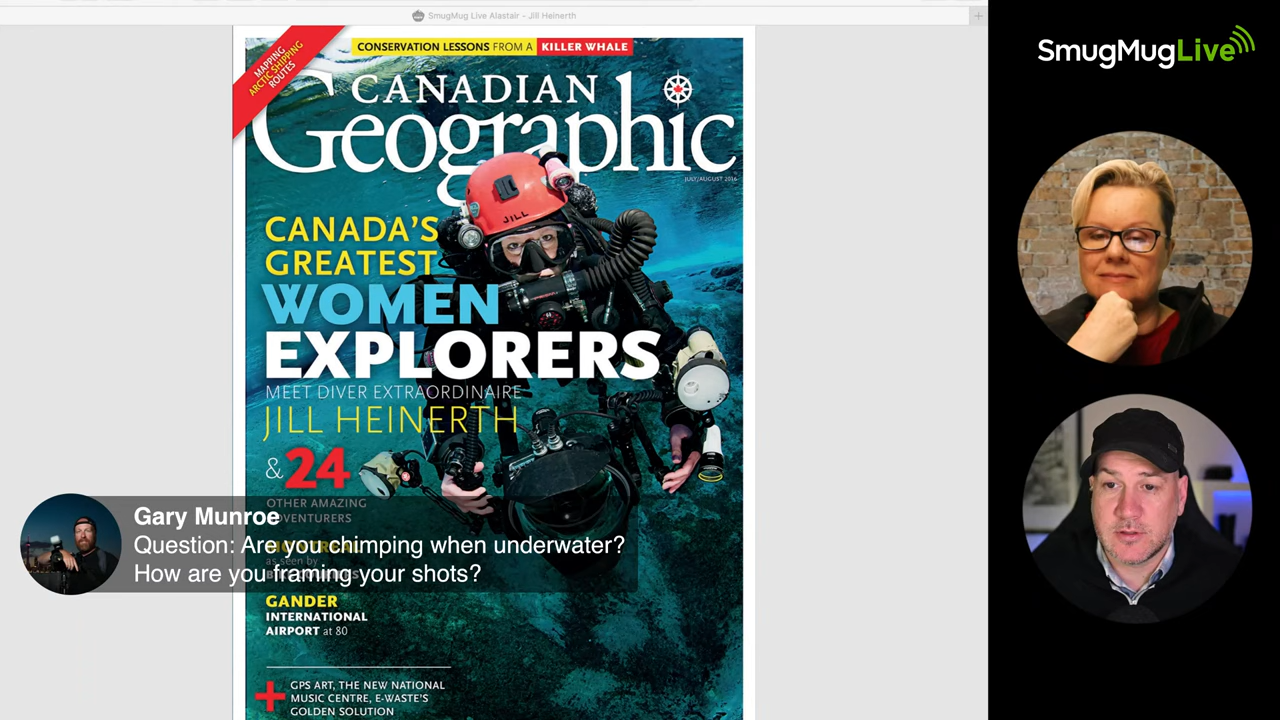 SmugMug Live Alastair - Jill Heinerth
SmugMugLive
MAPPING
ARCTIC SHIPPING
ROUTES
CONSERVATION LESSONS FROM A KILLER WHALE
CANADIAN
Geographic
JULY/AUGUST 2016
JILL
CANADA'S
GREATEST
WOMEN
EXPLORERS
MEET DIVER EXTRAORDINAIRE
JILL HEINERTH
& 24
OTHER AMAZING
ADVENTURERS
Gary Munroe
Question: Are you chimping when underwater?
How are you framing your shots?
as seen by
GANDER
INTERNATIONAL
AIRPORT at 80
+ GPS ART, THE NEW NATIONAL
MUSIC CENTRE, E-WASTE'S
GOLDEN SOLUTION